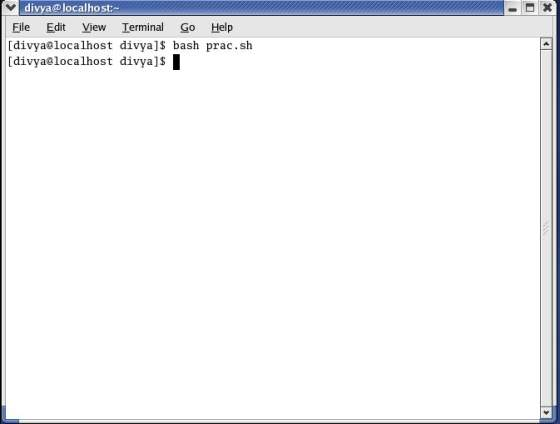 divya@localhost:~
File Edit View Terminal Go Help
[divya@localhost divya]$ bash prac.sh
[divya@localhost divya]$